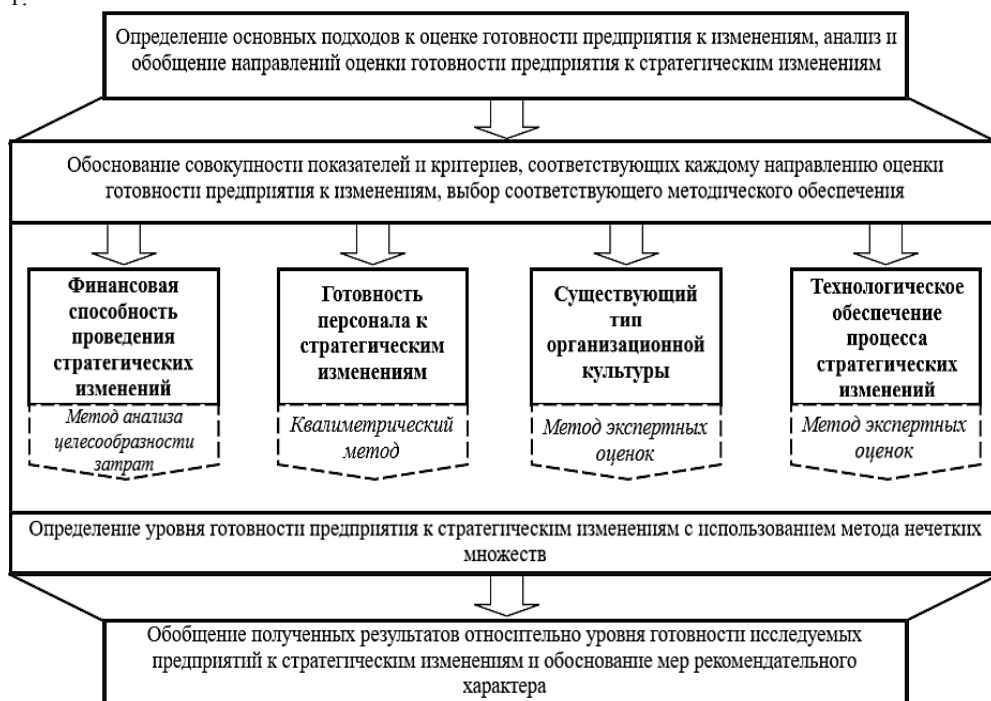 1.
Определение основных подходов к оценке готовности предприятия к изменениям, анализ и
обобщение направлений оценки готовности предприятия к стратегическим изменениям
Обоснование совокупности показателей и критериев, соответствующих каждому направлению оценки
готовности предприятия к изменениям, выбор соответствующего методического обеспечения
Финансовая
способность
проведения
стратегических
изменений
Метод анализа
целесообразности
затрат
Готовность
персонала к
стратегическим
изменениям
Квалиметрический
метод
Существующий
тип
организационной
культуры
Метод экспертных
оценок
Технологическое
обеспечение
процесса
стратегических
изменений
Метод экспертных
оценок
Определение уровня готовности предприятия к стратегическим изменениям с использованием метода нечетких
множеств
Обобщение полученных результатов относительно уровня готовности исследуемых
предприятий к стратегическим изменениям и обоснование мер рекомендательного
характера